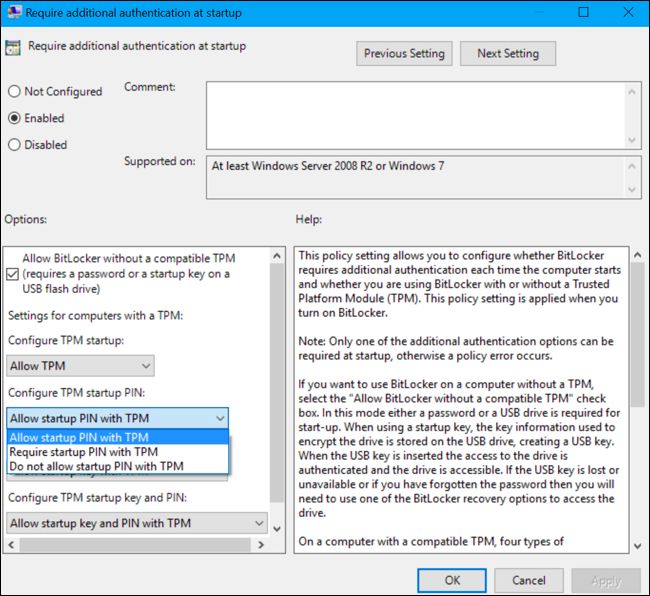 Require additional authentication at startup
Require additional authentication at startup
Previous Setting
Next Setting
Not Configured
Comment:
Enabled
Disabled
Supported on:
At least Windows Server 2008 R2 or Windows 7
Options:
Help:
Allow BitLocker without a compatible TPM
(requires a password or a startup key on a
USB flash drive)
Settings for computers with a TPM:
Configure TPM startup:
Allow TPM
Configure TPM startup PIN:
Allow startup PIN with TPM
Allow startup PIN with TPM
Require startup PIN with TPM
Do not allow startup PIN with TPM
Configure TPM startup key and PIN:
Allow startup key and PIN with TPM
This policy setting allows you to configure whether BitLocker
requires additional authentication each time the computer starts
and whether you are using BitLocker with or without a Trusted
Platform Module (TPM). This policy setting is applied when you
turn on BitLocker.
Note: Only one of the additional authentication options can be
required at startup, otherwise a policy error occurs.
If you want to use BitLocker on a computer without a TPM,
select the "Allow BitLocker without a compatible TPM" check
box. In this mode either a password or a USB drive is required for
start-up. When using a startup key, the key information used to
encrypt the drive is stored on the USB drive, creating a USB key.
When the USB key is inserted the access to the drive is
authenticated and the drive is accessible. If the USB key is lost or
unavailable or if you have forgotten the password then you will
need to use one of the BitLocker recovery options to access the
drive.
On a computer with a compatible TPM, four types of
OK
Cancel
Apply